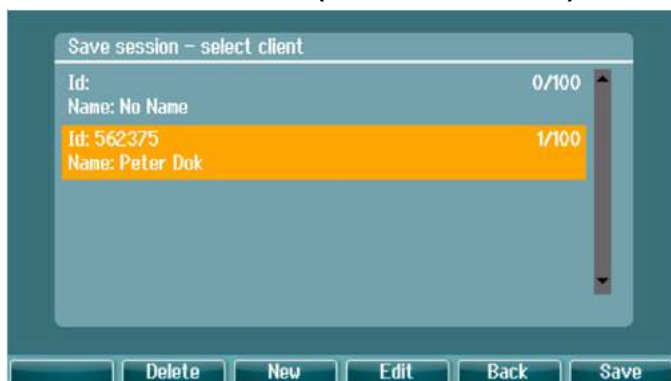 Save session – select client
Id: 0/100
Name: No Name
Id: 562375 1/100
Name: Peter Dok
Delete New Edit Back Save